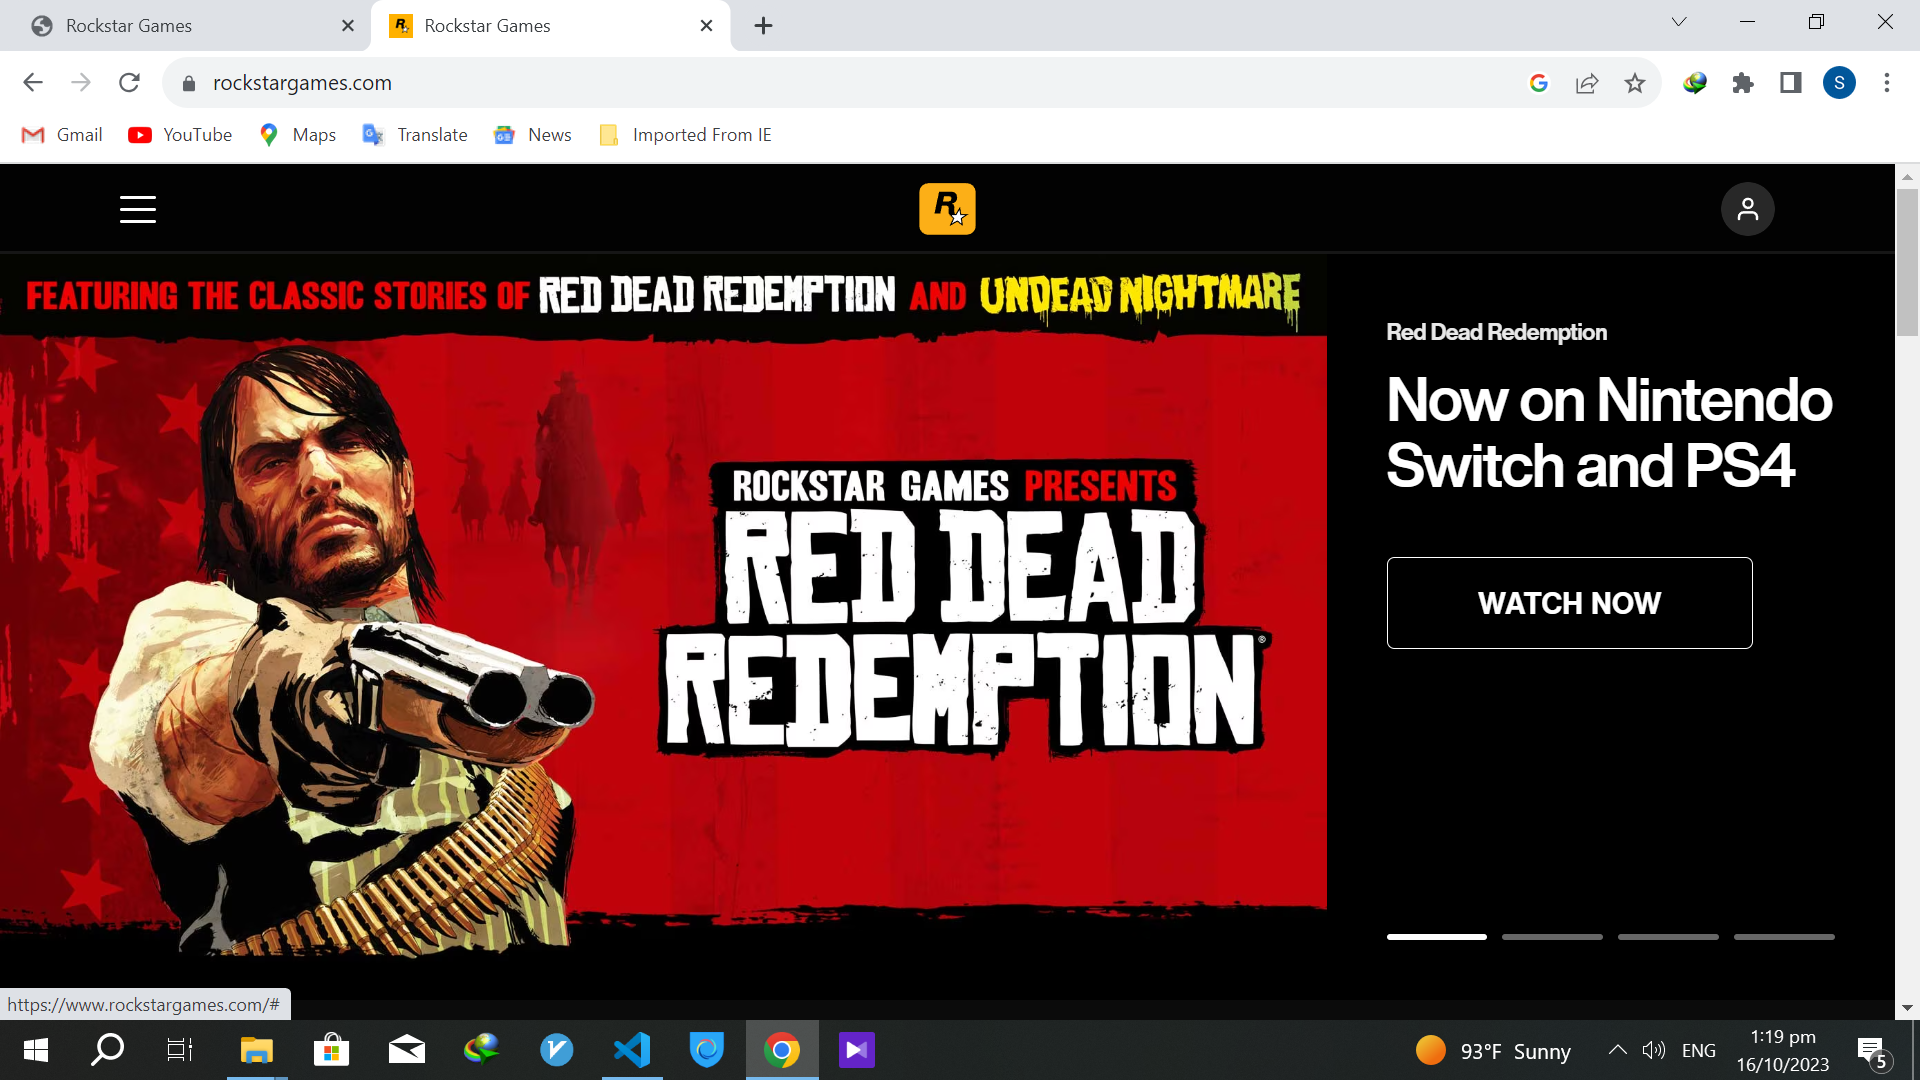 Rockstar Games
Rockstar Games
rockstargames.com
S
Gmail
YouTube
Maps
Translate
News
Imported From IE
R
FEATURING THE CLASSIC STORIES OF RED DEAD REDEMPTION AND UNDEAD NIGHTMARE
ROCKSTAR GAMES PRESENTS
RED DEAD
REDEMPTION®
Red Dead Redemption
Now on Nintendo
Switch and PS4
WATCH NOW
https://www.rockstargames.com/#
93°F Sunny
ENG
1:19 pm
16/10/2023
5